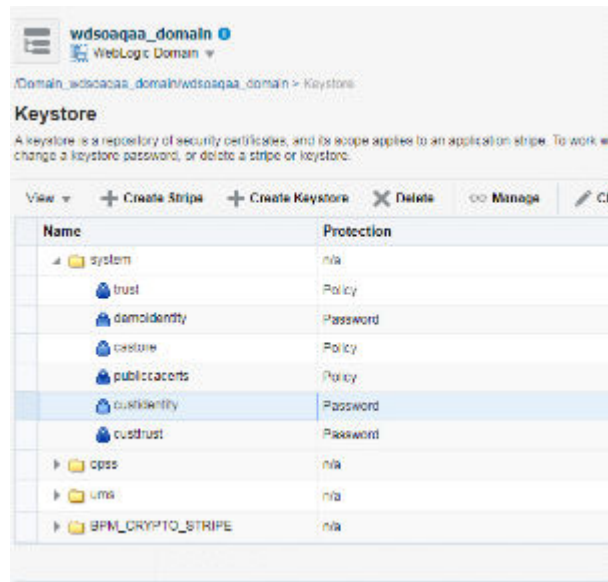 wdsoaqaa_domain
WebLogic Domain
/Domain_wdsoaqaa_domain/wdsoaqaa_domain > Keystore
Keystore
A keystore is a repository of security certificates, and its scope applies to an application stripe. To work w
change a keystore password, or delete a stripe or keystore.
View Create Stripe Create Keystore Delete Manage
Name Protection
system n/a
trust Policy
demoidentity Password
castore Policy
publiccacerts Policy
custidentity Password
custtrust Password
opss n/a
ums n/a
BPM_CRYPTO_STRIPE n/a